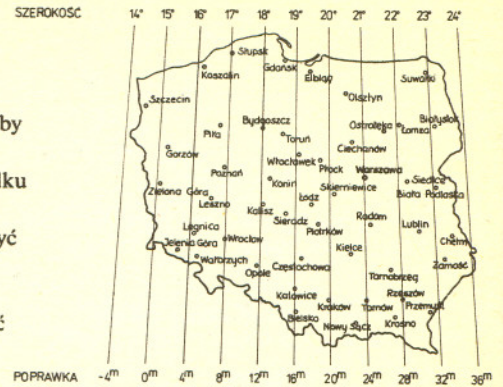 SZEROKOŚĆ 14° 15° 16° 17° 18° 19° 20° 21° 22° 23° 24°
by
lku
yć
ć
Słupsk
Koszalin
Gdańsk
Elbląg
Suwałki
Szczecin
Olsztyn
Piła
Bydgoszcz
Toruń
Ostrołęka
Łomża
Białystok
Gorzów
Włocławek
Ciechanów
Poznań
Płock
Warszawa
Zielona Góra
Konin
Skierniewice
Siedlce
Biała Podlaska
Leszno
Kalisz
Łódź
Sieradz
Radom
Legnica
Piotrków
Lublin
Chełm
Jelenia Góra
Wrocław
Kielce
Wałbrzych
Opole
Częstochowa
Zamość
Tarnobrzeg
Katowice
Kraków
Tarnów
Rzeszów
Przemyśl
Bielsko
Nowy Sącz
Krosno
POPRAWKA -4ᵐ 0ᵐ 4ᵐ 8ᵐ 12ᵐ 16ᵐ 20ᵐ 24ᵐ 28ᵐ 32ᵐ 36ᵐ